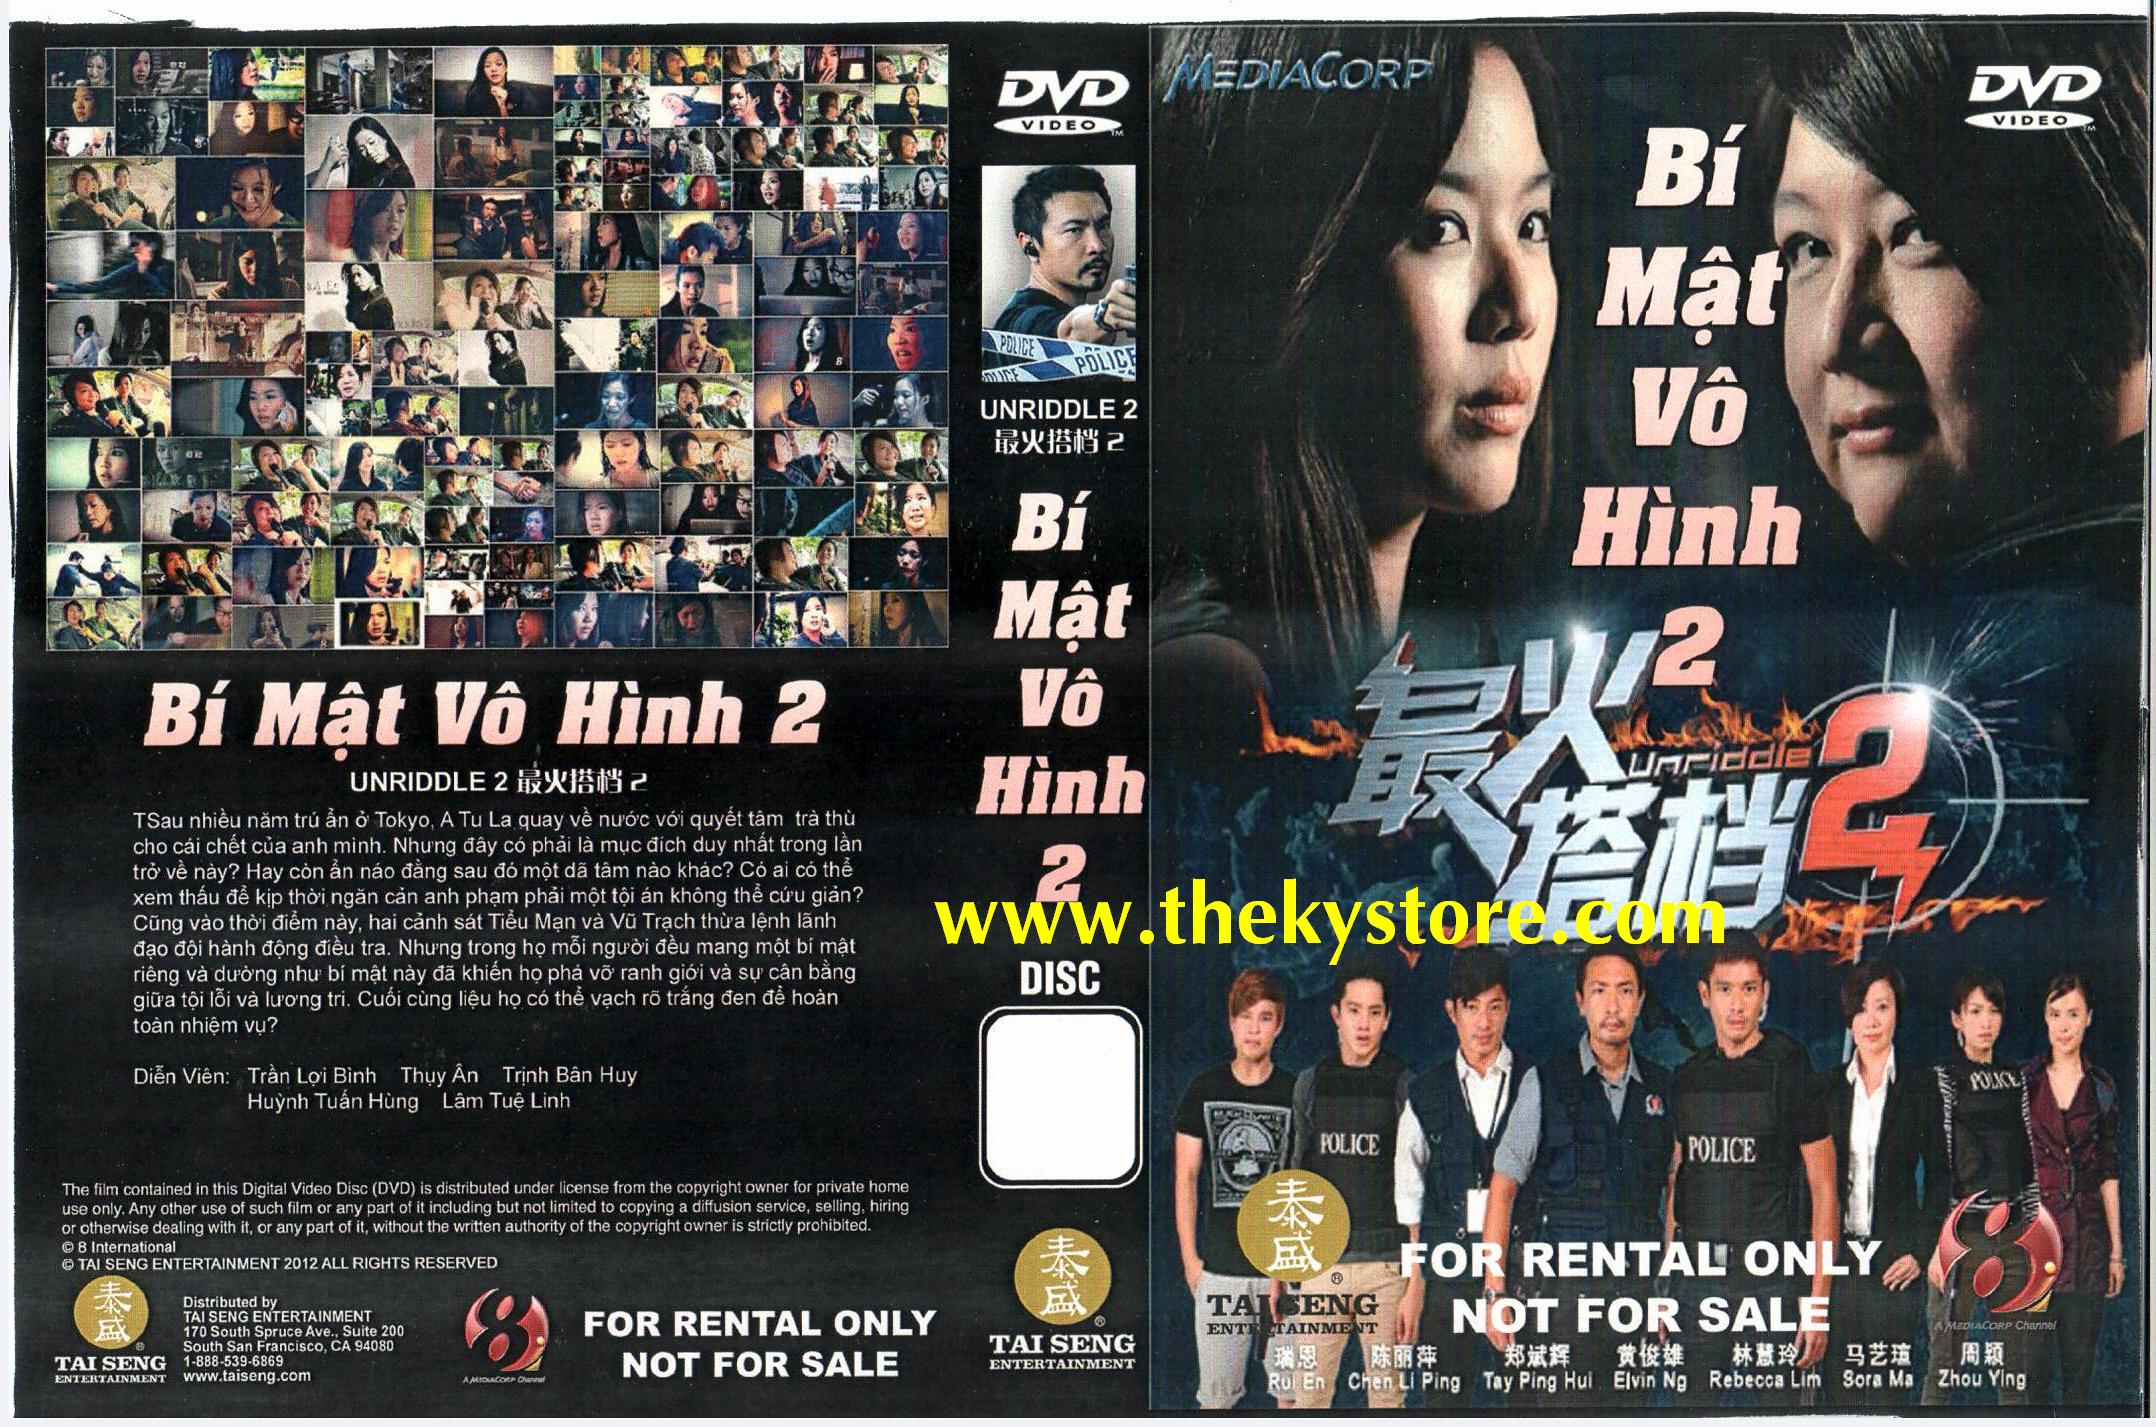 Bí Mật Vô Hình 2
UNRIDDLE 2 最火搭档 2
TSau nhiều năm trú ẩn ở Tokyo, A Tu La quay về nước với quyết tâm trà thù
cho cái chết của anh mình. Nhưng đây có phải là mục đích duy nhất trong lần
trở về này? Hay còn ẩn náo đằng sau đó một dã tâm nào khác? Có ai có thể
xem thấu để kịp thời ngăn cản anh phạm phải một tội án không thể cứu giản?
Cũng vào thời điểm này, hai cảnh sát Tiểu Mạn và Vũ Trạch thừa lệnh lãnh
đạo đội hành động điều tra. Nhưng trong họ mỗi người đều mang một bí mật
riêng và dường như bí mật này đã khiến họ phá vỡ ranh giới và sự cân bằng
giữa tội lỗi và lương tri. Cuối cùng liệu họ có thể vạch rõ trắng đen để hoàn
toàn nhiệm vụ?
Diễn Viên: Trần Lợi Bình Thụy Ân Trịnh Bân Huy
Huỳnh Tuấn Hùng Lâm Tuệ Linh
The film contained in this Digital Video Disc (DVD) is distributed under license from the copyright owner for private home
use only. Any other use of such film or any part of it including but not limited to copying a diffusion service, selling, hiring
or otherwise dealing with it, or any part of it, without the written authority of the copyright owner is strictly prohibited.
© 8 International
© TAI SENG ENTERTAINMENT 2012 ALL RIGHTS RESERVED
泰盛
TAI SENG
ENTERTAINMENT
Distributed by
TAI SENG ENTERTAINMENT
170 South Spruce Ave., Suite 200
South San Francisco, CA 94080
1-888-539-6869
www.taiseng.com
8
A MEDIACORP Channel
FOR RENTAL ONLY
NOT FOR SALE
DVD
VIDEO
POLICE
POLICE
POLICE
UNRIDDLE 2
最火搭档 2
Bí
Mật
Vô
Hình
2
DISC
泰盛
TAI SENG
ENTERTAINMENT
www.thekystore.com
MEDIACORP
DVD
VIDEO
Bí
Mật
Vô
Hình
2
最火
unriddle
搭档
2
POLICE
POLICE
POLICE
泰盛
TAI SENG
ENTERTAINMENT
FOR RENTAL ONLY
NOT FOR SALE
8
A MEDIACORP Channel
瑞恩 陈丽萍 郑斌辉 黄俊雄 林慧玲 马艺瑄 周颖
Rui En Chen Li Ping Tay Ping Hui Elvin Ng Rebecca Lim Sora Ma Zhou Ying